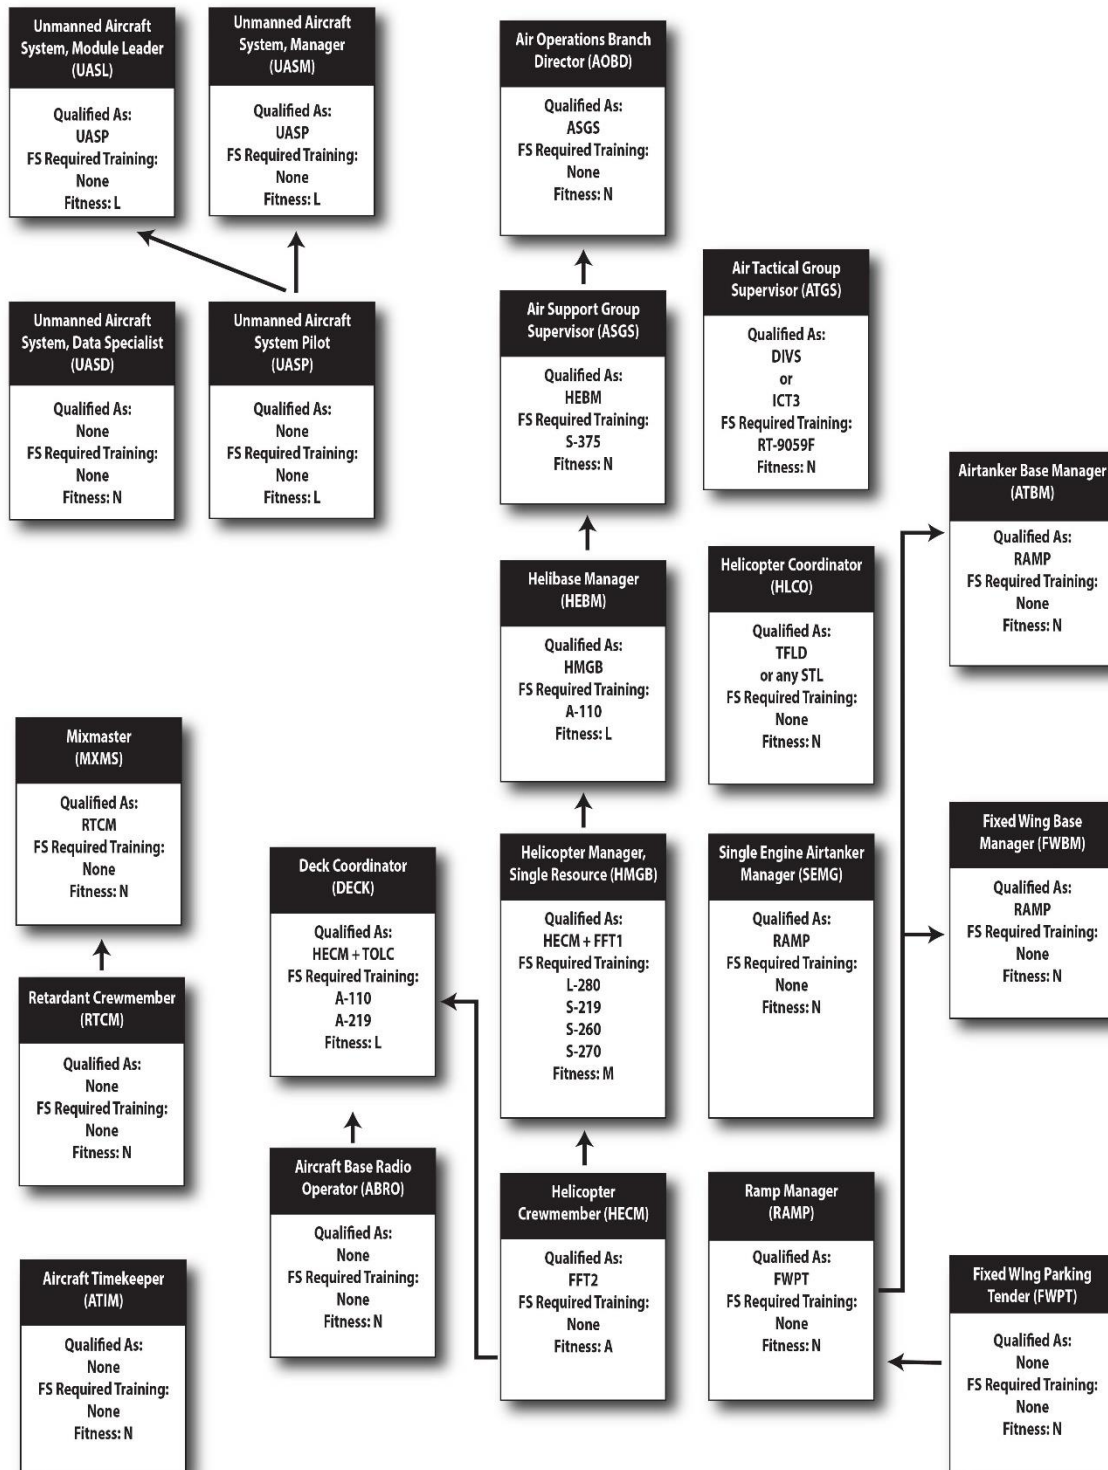 Unmanned Aircraft
System, Module Leader
(UASL)
Qualified As:
UASP
FS Required Training:
None
Fitness: L
Unmanned Aircraft
System, Manager
(UASM)
Qualified As:
UASP
FS Required Training:
None
Fitness: L
Air Operations Branch
Director (AOBD)
Qualified As:
ASGS
FS Required Training:
None
Fitness: N
Unmanned Aircraft
System, Data Specialist
(UASD)
Qualified As:
None
FS Required Training:
None
Fitness: N
Unmanned Aircraft
System Pilot
(UASP)
Qualified As:
None
FS Required Training:
None
Fitness: L
Air Support Group
Supervisor (ASGS)
Qualified As:
HEBM
FS Required Training:
S-375
Fitness: N
Air Tactical Group
Supervisor (ATGS)
Qualified As:
DIVS
or
ICT3
FS Required Training:
RT-9059F
Fitness: N
Airtanker Base Manager
(ATBM)
Qualified As:
RAMP
FS Required Training:
None
Fitness: N
Helibase Manager
(HEBM)
Qualified As:
HMGB
FS Required Training:
A-110
Fitness: L
Helicopter Coordinator
(HLCO)
Qualified As:
TFLD
or any STL
FS Required Training:
None
Fitness: N
Mixmaster
(MXMS)
Qualified As:
RTCM
FS Required Training:
None
Fitness: N
Deck Coordinator
(DECK)
Qualified As:
HECM + TOLC
FS Required Training:
A-110
A-219
Fitness: L
Helicopter Manager,
Single Resource (HMGB)
Qualified As:
HECM + FFT1
FS Required Training:
L-280
S-219
S-260
S-270
Fitness: M
Single Engine Airtanker
Manager (SEMG)
Qualified As:
RAMP
FS Required Training:
None
Fitness: N
Fixed Wing Base
Manager (FWBM)
Qualified As:
RAMP
FS Required Training:
None
Fitness: N
Retardant Crewmember
(RTCM)
Qualified As:
None
FS Required Training:
None
Fitness: N
Aircraft Base Radio
Operator (ABRO)
Qualified As:
None
FS Required Training:
None
Fitness: N
Helicopter
Crewmember (HECM)
Qualified As:
FFT2
FS Required Training:
None
Fitness: A
Ramp Manager
(RAMP)
Qualified As:
FWPT
FS Required Training:
None
Fitness: N
Aircraft Timekeeper
(ATIM)
Qualified As:
None
FS Required Training:
None
Fitness: N
Fixed WIng Parking
Tender (FWPT)
Qualified As:
None
FS Required Training:
None
Fitness: N